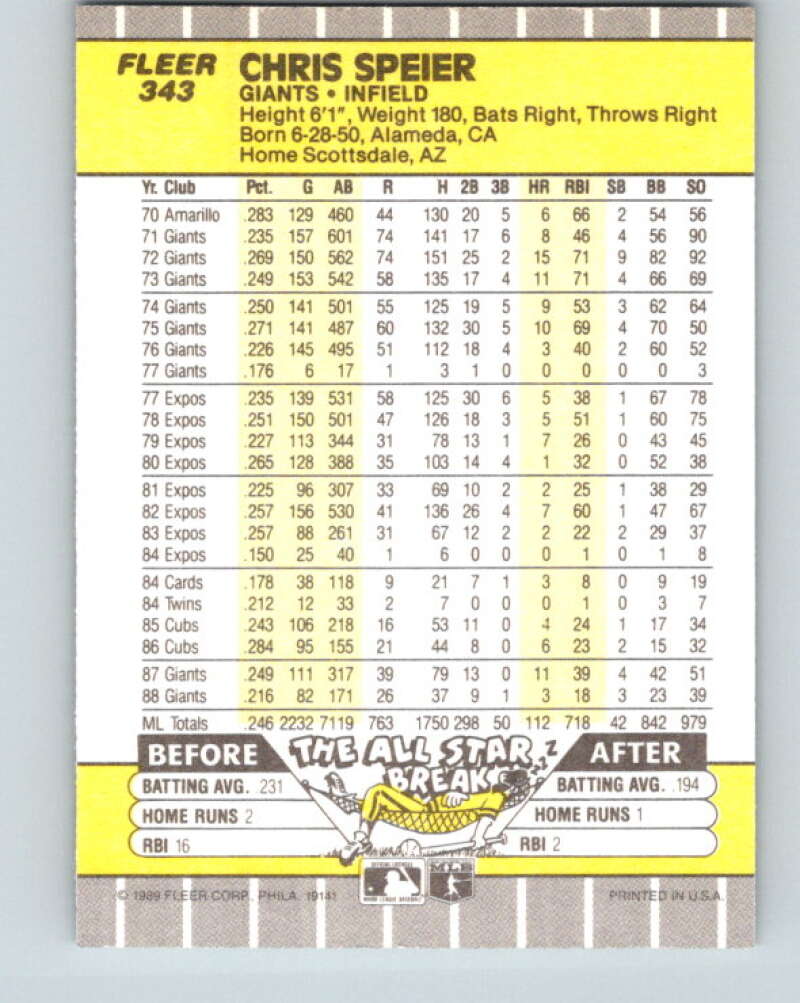 FLEER
343
CHRIS SPEIER
GIANTS • INFIELD
Height 6'1", Weight 180, Bats Right, Throws Right
Born 6-28-50, Alameda, CA
Home Scottsdale, AZ
Yr. Club Pct. G AB R H 2B 3B HR RBI SB BB SO
70 Amarillo .283 129 460 44 130 20 5 6 66 2 54 56
71 Giants .235 157 601 74 141 17 6 8 46 4 56 90
72 Giants .269 150 562 74 151 25 2 15 71 9 82 92
73 Giants .249 153 542 58 135 17 4 11 71 4 66 69
74 Giants .250 141 501 55 125 19 5 9 53 3 62 64
75 Giants .271 141 487 60 132 30 5 10 69 4 70 50
76 Giants .226 145 495 51 112 18 4 3 40 2 60 52
77 Giants .176 6 17 1 3 1 0 0 0 0 0 3
77 Expos .235 139 531 58 125 30 6 5 38 1 67 78
78 Expos .251 150 501 47 126 18 3 5 51 1 60 75
79 Expos .227 113 344 31 78 13 1 7 26 0 43 45
80 Expos .265 128 388 35 103 14 4 1 32 0 52 38
81 Expos .225 96 307 33 69 10 2 2 25 1 38 29
82 Expos .257 156 530 41 136 26 4 7 60 1 47 67
83 Expos .257 88 261 31 67 12 2 2 22 2 29 37
84 Expos .150 25 40 1 6 0 0 0 1 0 1 8
84 Cards .178 38 118 9 21 7 1 3 8 0 9 19
84 Twins .212 12 33 2 7 0 0 0 1 0 3 7
85 Cubs .243 106 218 16 53 11 0 4 24 1 17 34
86 Cubs .284 95 155 21 44 8 0 6 23 2 15 32
87 Giants .249 111 317 39 79 13 0 11 39 4 42 51
88 Giants .216 82 171 26 37 9 1 3 18 3 23 39
ML Totals .246 2232 7119 763 1750 298 50 112 718 42 842 979
BEFORE THE ALL STAR BREAK AFTER
BATTING AVG. .231 BATTING AVG. .194
HOME RUNS 2 HOME RUNS 1
RBI 16 RBI 2
© 1989 FLEER CORP., PHILA. 19141 MLB PRINTED IN U.S.A.